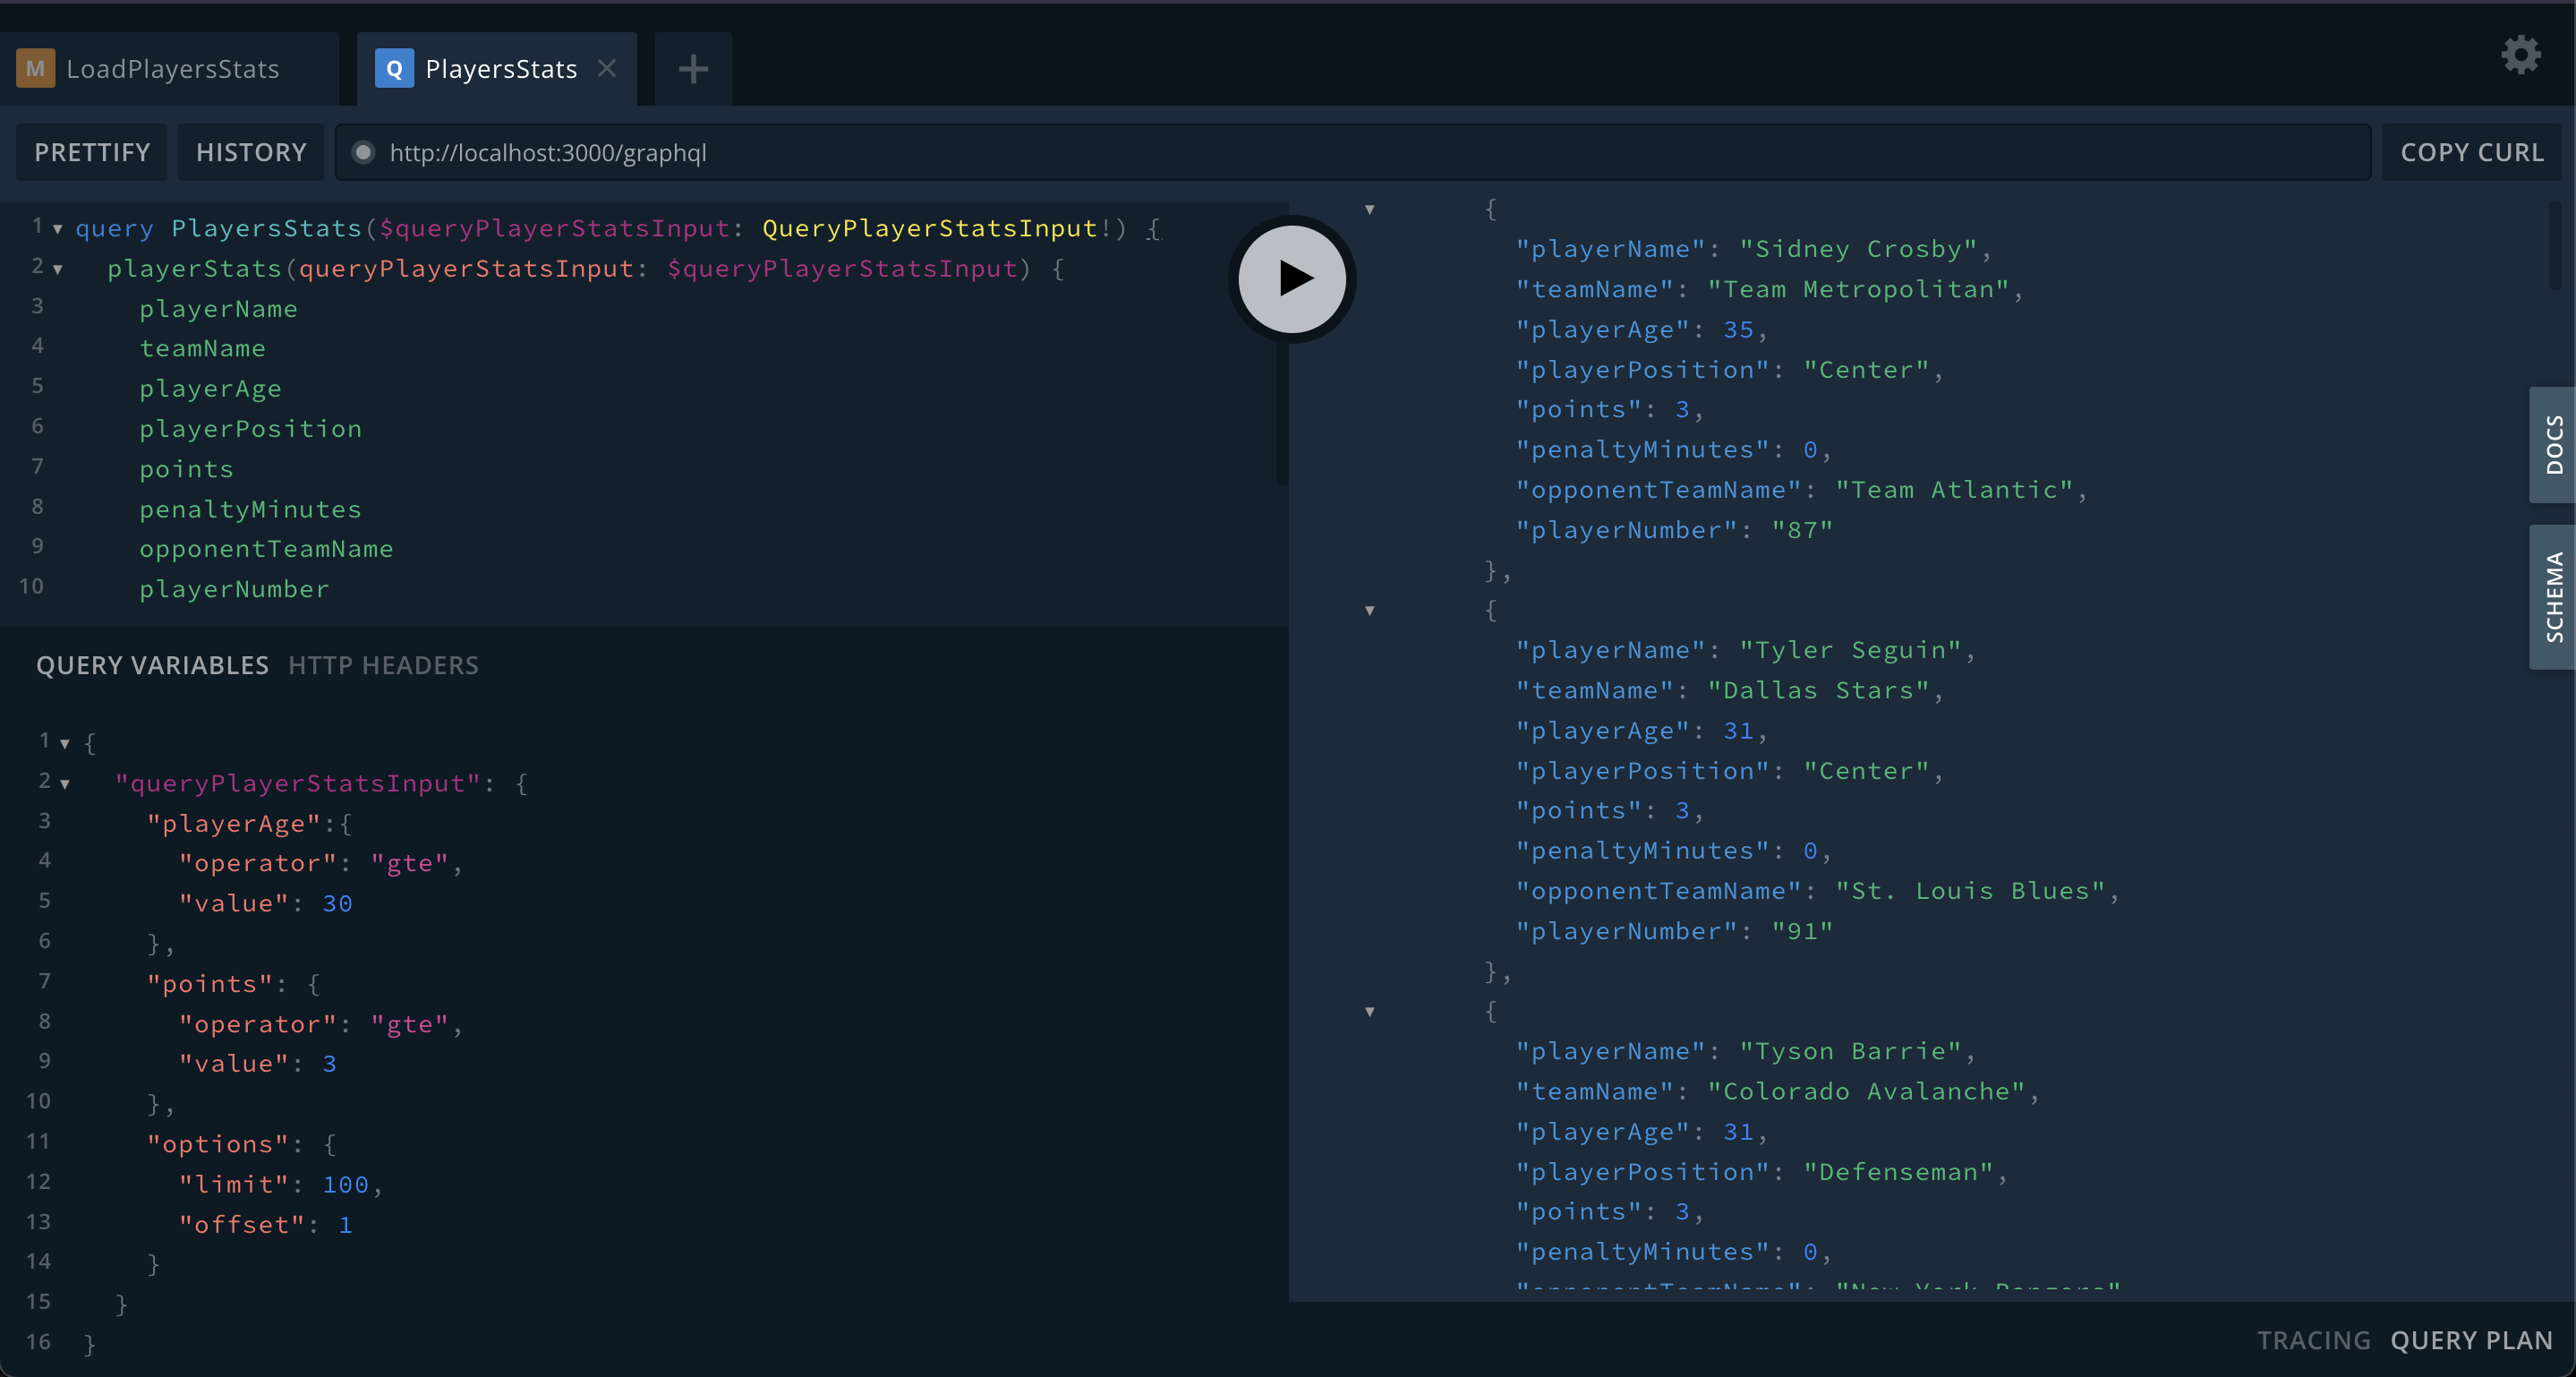 M LoadPlayersStats
Q PlayersStats ×
+
PRETTIFY
HISTORY
http://localhost:3000/graphql
COPY CURL
1 query PlayersStats($queryPlayerStatsInput: QueryPlayerStatsInput!) {
2 playerStats(queryPlayerStatsInput: $queryPlayerStatsInput) {
3 playerName
4 teamName
5 playerAge
6 playerPosition
7 points
8 penaltyMinutes
9 opponentTeamName
10 playerNumber
QUERY VARIABLES HTTP HEADERS
1 {
2 "queryPlayerStatsInput": {
3 "playerAge":{
4 "operator": "gte",
5 "value": 30
6 },
7 "points": {
8 "operator": "gte",
9 "value": 3
10 },
11 "options": {
12 "limit": 100,
13 "offset": 1
14 }
15 }
16 }
{
"playerName": "Sidney Crosby",
"teamName": "Team Metropolitan",
"playerAge": 35,
"playerPosition": "Center",
"points": 3,
"penaltyMinutes": 0,
"opponentTeamName": "Team Atlantic",
"playerNumber": "87"
},
{
"playerName": "Tyler Seguin",
"teamName": "Dallas Stars",
"playerAge": 31,
"playerPosition": "Center",
"points": 3,
"penaltyMinutes": 0,
"opponentTeamName": "St. Louis Blues",
"playerNumber": "91"
},
{
"playerName": "Tyson Barrie",
"teamName": "Colorado Avalanche",
"playerAge": 31,
"playerPosition": "Defenseman",
"points": 3,
"penaltyMinutes": 0,
"opponentTeamName": "New York Rangers"
DOCS
SCHEMA
TRACING QUERY PLAN